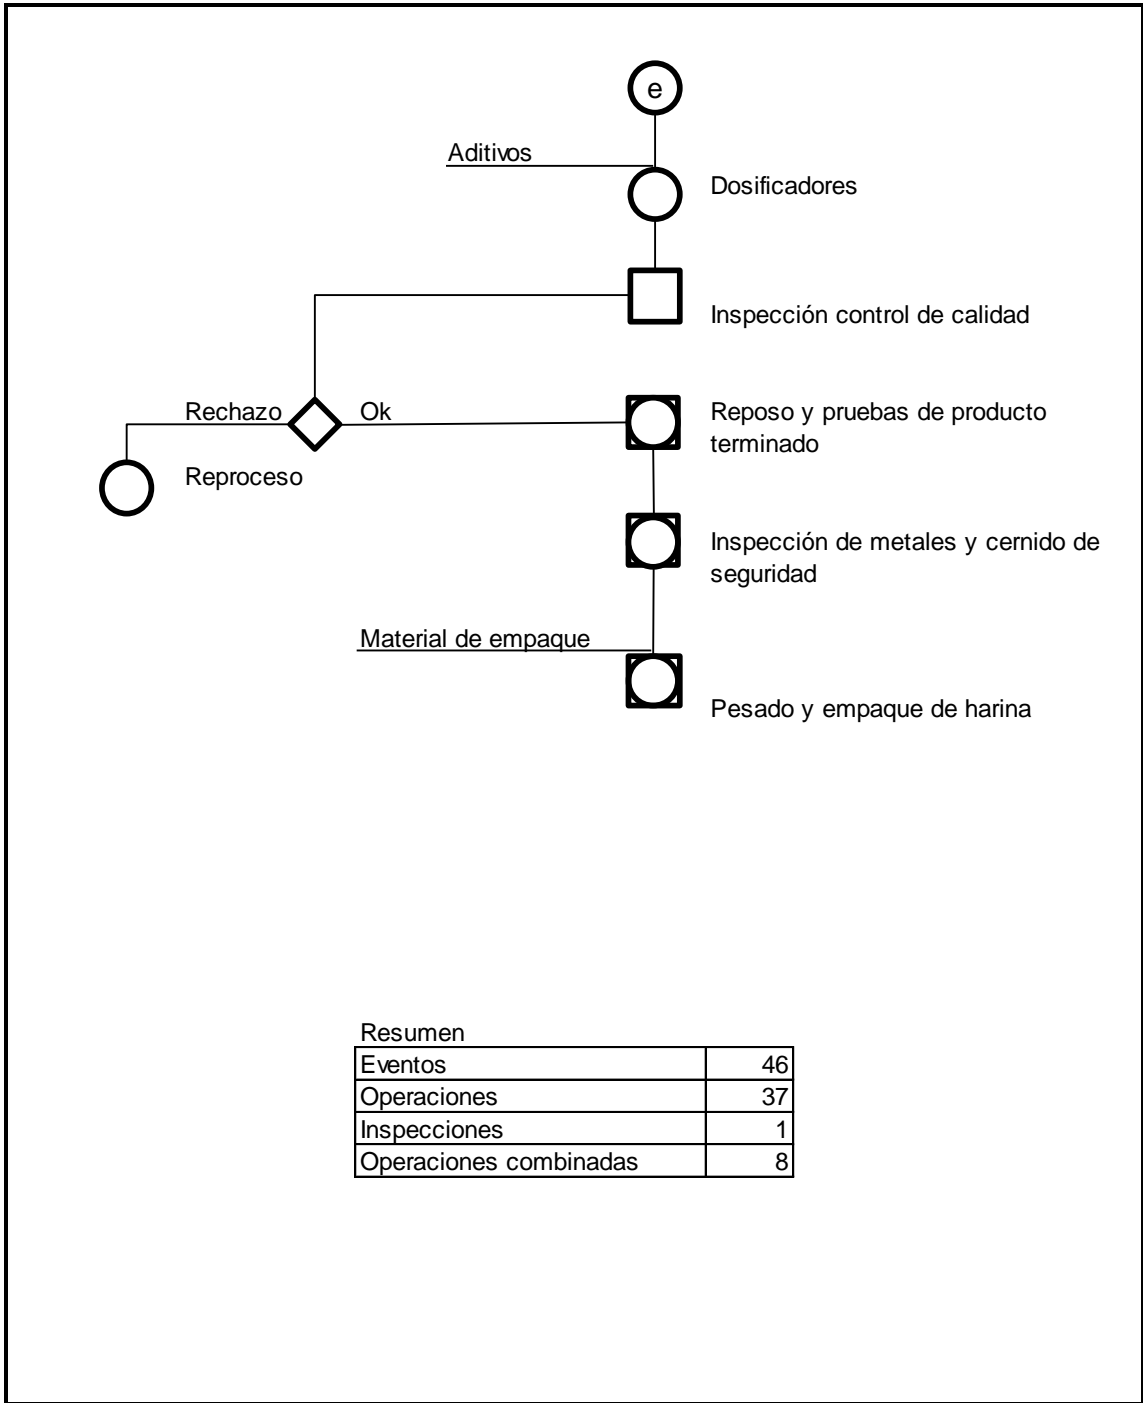 e
Aditivos
Dosificadores
Inspección control de calidad
Rechazo
Ok
Reposo y pruebas de producto
terminado
Reproceso
Inspección de metales y cernido de
seguridad
Material de empaque
Pesado y empaque de harina
Resumen
Eventos 46
Operaciones 37
Inspecciones 1
Operaciones combinadas 8